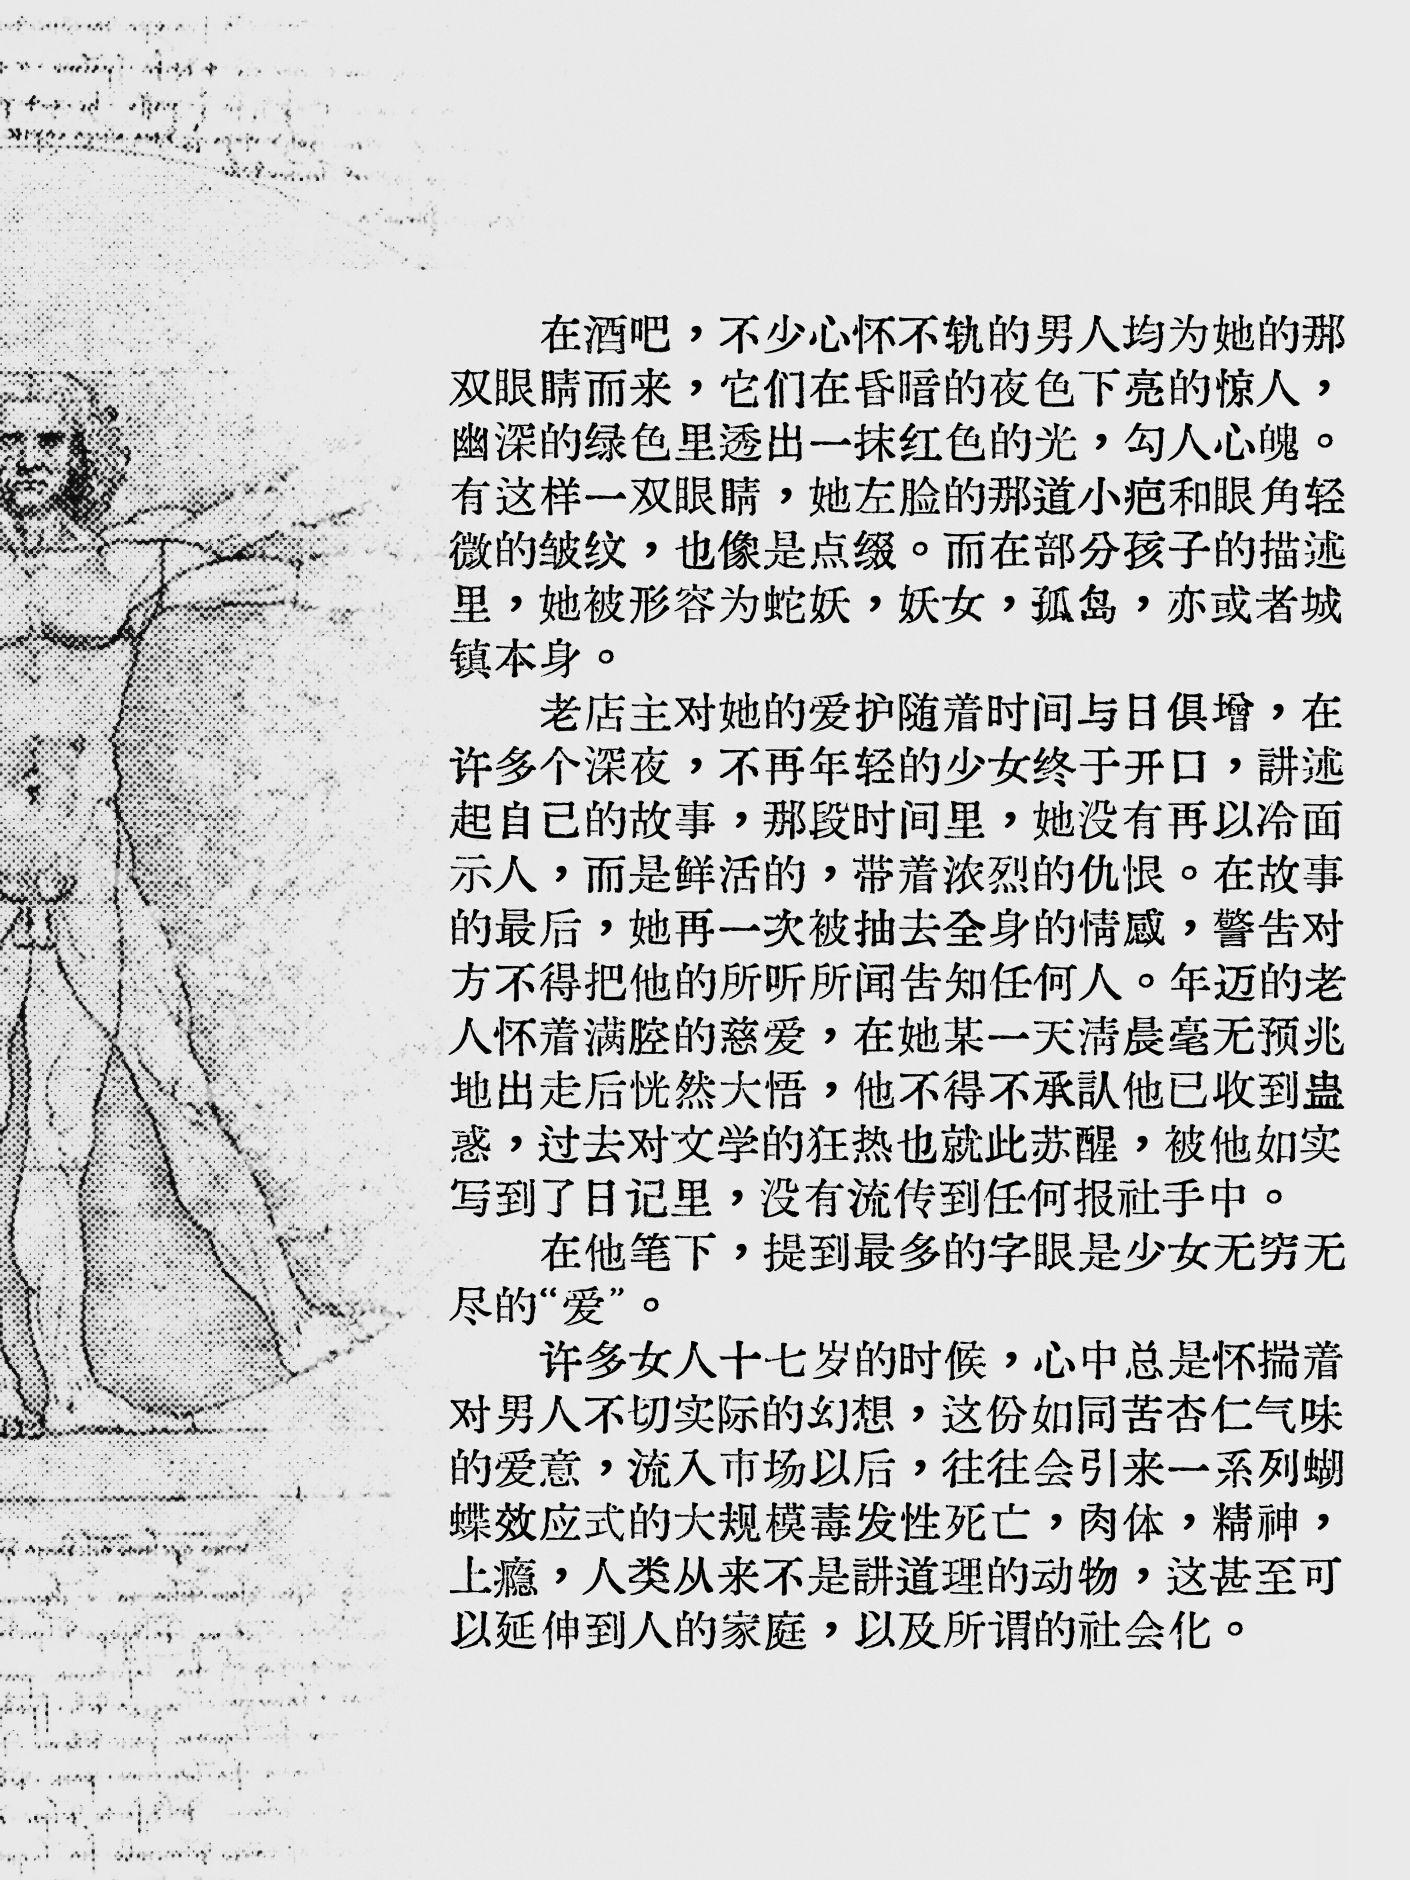 在酒吧，不少心怀不轨的男人均为她的那
双眼睛而来，它们在昏暗的夜色下亮的惊人，
幽深的绿色里透出一抹红色的光，勾人心魄。
有这样一双眼睛，她左脸的那道小疤和眼角轻
微的皱纹，也像是点缀。而在部分孩子的描述
里，她被形容为蛇妖，妖女，孤岛，亦或者城
镇本身。
老店主对她的爱护随着时间与日俱增，在
许多个深夜，不再年轻的少女终于开口，讲述
起自己的故事，那段时间里，她没有再以冷面
示人，而是鲜活的，带着浓烈的仇恨。在故事
的最后，她再一次被抽去全身的情感，警告对
方不得把他的所听所闻告知任何人。年迈的老
人怀着满腔的慈爱，在她某一天清晨毫无预兆
地出走后恍然大悟，他不得不承认他已收到蛊
惑，过去对文学的狂热也就此苏醒，被他如实
写到了日记里，没有流传到任何报社手中。
在他笔下，提到最多的字眼是少女无穷无
尽的“爱”。
许多女人十七岁的时候，心中总是怀揣着
对男人不切实际的幻想，这份如同苦杏仁气味
的爱意，流入市场以后，往往会引来一系列蝴
蝶效应式的大规模毒发性死亡，肉体，精神，
上瘾，人类从来不是讲道理的动物，这甚至可
以延伸到人的家庭，以及所谓的社会化。